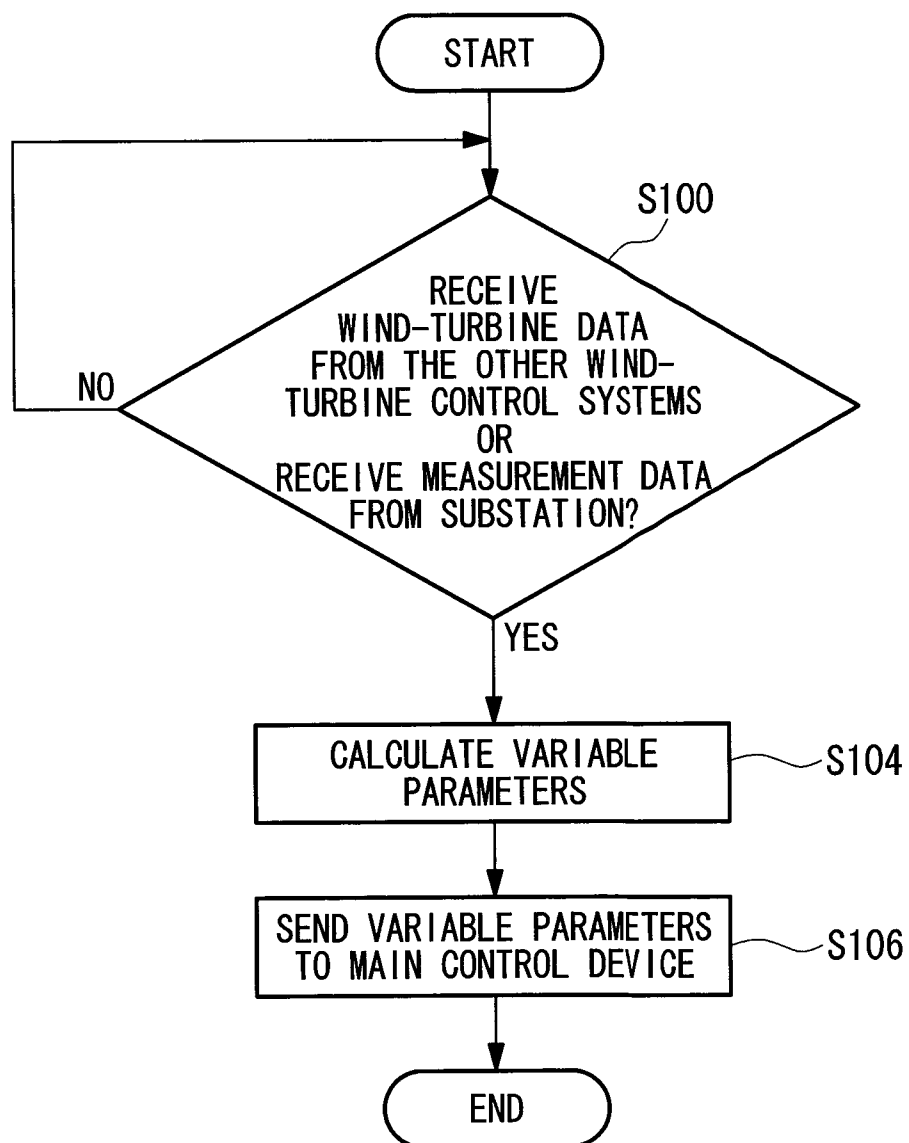 START
S100
RECEIVE
WIND-TURBINE DATA
FROM THE OTHER WIND-
TURBINE CONTROL SYSTEMS
OR
RECEIVE MEASUREMENT DATA
FROM SUBSTATION?
NO
YES
CALCULATE VARIABLE
PARAMETERS
S104
SEND VARIABLE PARAMETERS
TO MAIN CONTROL DEVICE
S106
END